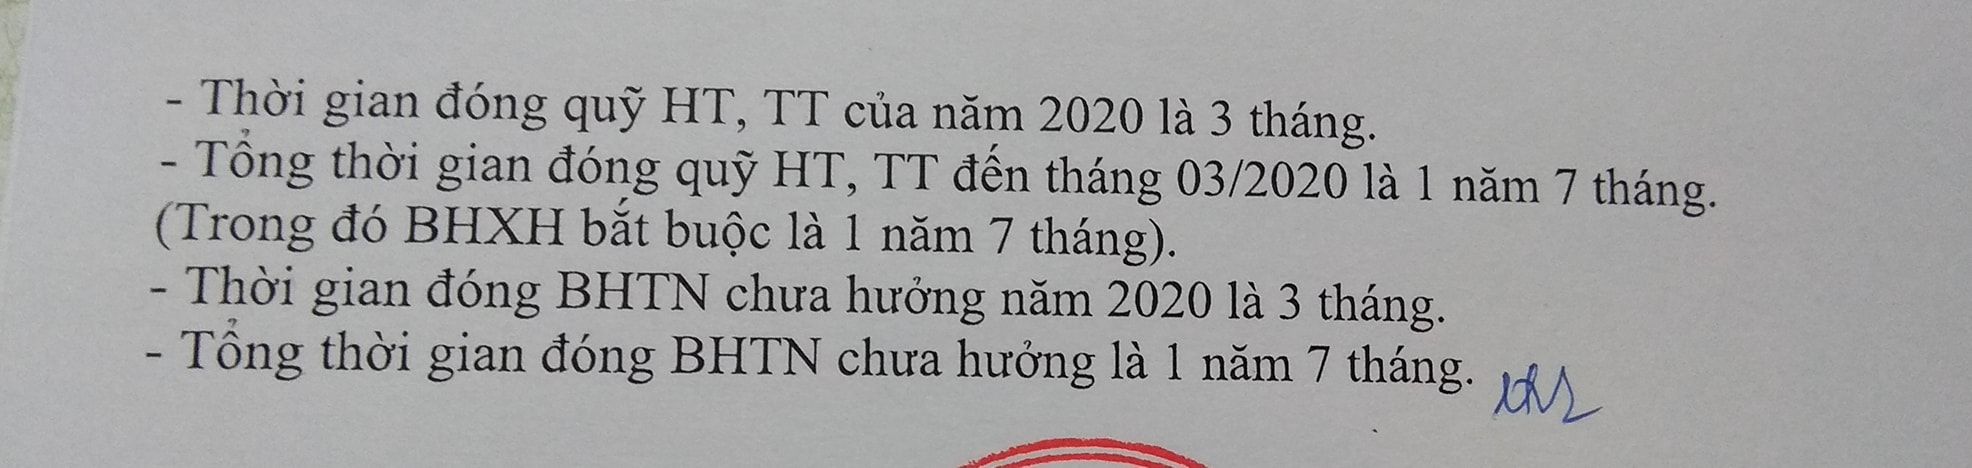 - Thời gian đóng quỹ HT, TT của năm 2020 là 3 tháng.
- Tổng thời gian đóng quỹ HT, TT đến tháng 03/2020 là 1 năm 7 tháng.
(Trong đó BHXH bắt buộc là 1 năm 7 tháng).
- Thời gian đóng BHTN chưa hưởng năm 2020 là 3 tháng.
- Tổng thời gian đóng BHTN chưa hưởng là 1 năm 7 tháng.